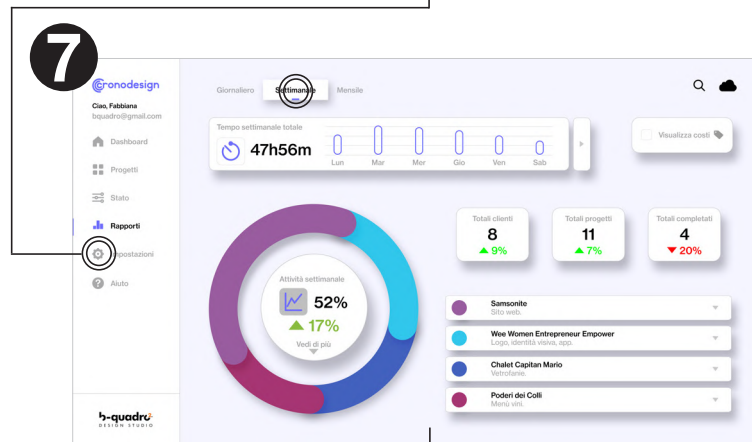 7
cronodesign
Ciao, Fabbiana
bquadro@gmail.com
Dashboard
Progetti
Stato
Rapporti
Impostazioni
Aiuto
b-quadro
DESIGN STUDIO
Giornaliero Settimanale Mensile
Tempo settimanale totale
47h56m
Lun Mar Mer Gio Ven Sab
»
Visualizza costi
Attività settimanale
52%
17%
Vedi di più
Totali clienti
8
9%
Totali progetti
11
7%
Totali completati
4
20%
Samsonite
Sito web.
Wee Women Entrepreneur Empower
Logo, identità visiva, app.
Chalet Capitan Mario
Vetrofanie.
Poderi dei Colli
Menù vini.